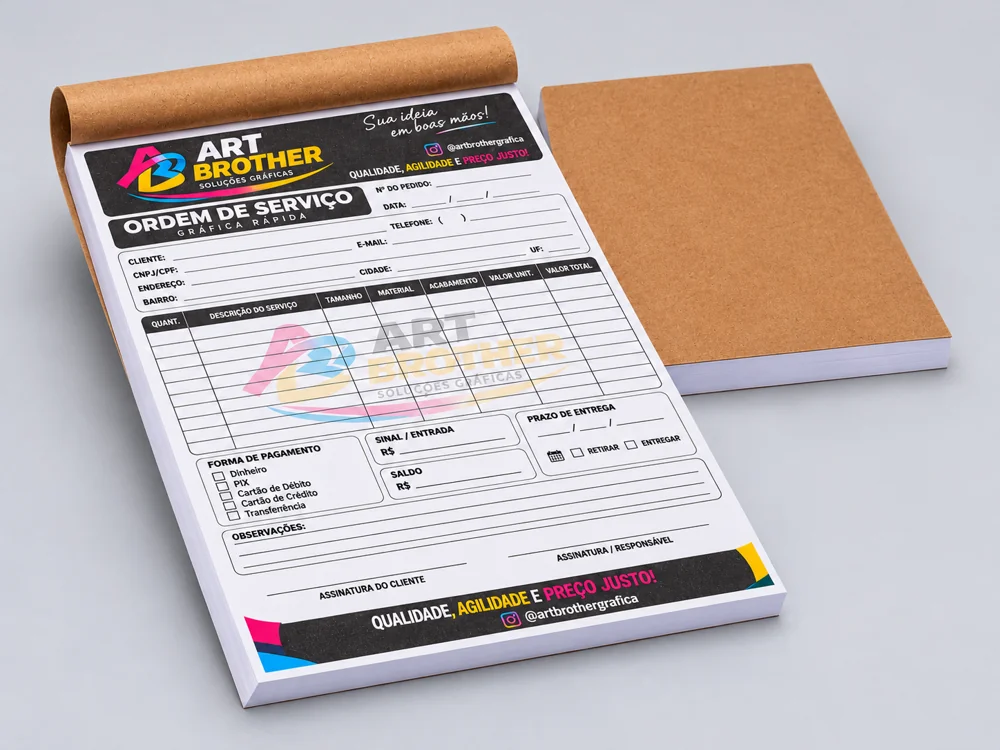 ART
BROTHER
SOLUÇÕES GRÁFICAS
Sua ideia
em boas mãos!
@artbrothergrafica
QUALIDADE, AGILIDADE E PREÇO JUSTO!
ORDEM DE SERVIÇO
GRÁFICA RÁPIDA
Nº DO PEDIDO:
DATA: / /
CLIENTE:
TELEFONE: ( )
CNPJ/CPF:
E-MAIL:
ENDEREÇO:
BAIRRO:
CIDADE:
UF:
QUANT. DESCRIÇÃO DO SERVIÇO TAMANHO MATERIAL ACABAMENTO VALOR UNIT. VALOR TOTAL
ART
BROTHER
SOLUÇÕES GRÁFICAS
FORMA DE PAGAMENTO
Dinheiro
PIX
Cartão de Débito
Cartão de Crédito
Transferência
SINAL / ENTRADA
R$
SALDO
R$
PRAZO DE ENTREGA
/ /
RETIRAR ENTREGAR
OBSERVAÇÕES:
ASSINATURA DO CLIENTE
ASSINATURA / RESPONSÁVEL
QUALIDADE, AGILIDADE E PREÇO JUSTO!
@artbrothergrafica